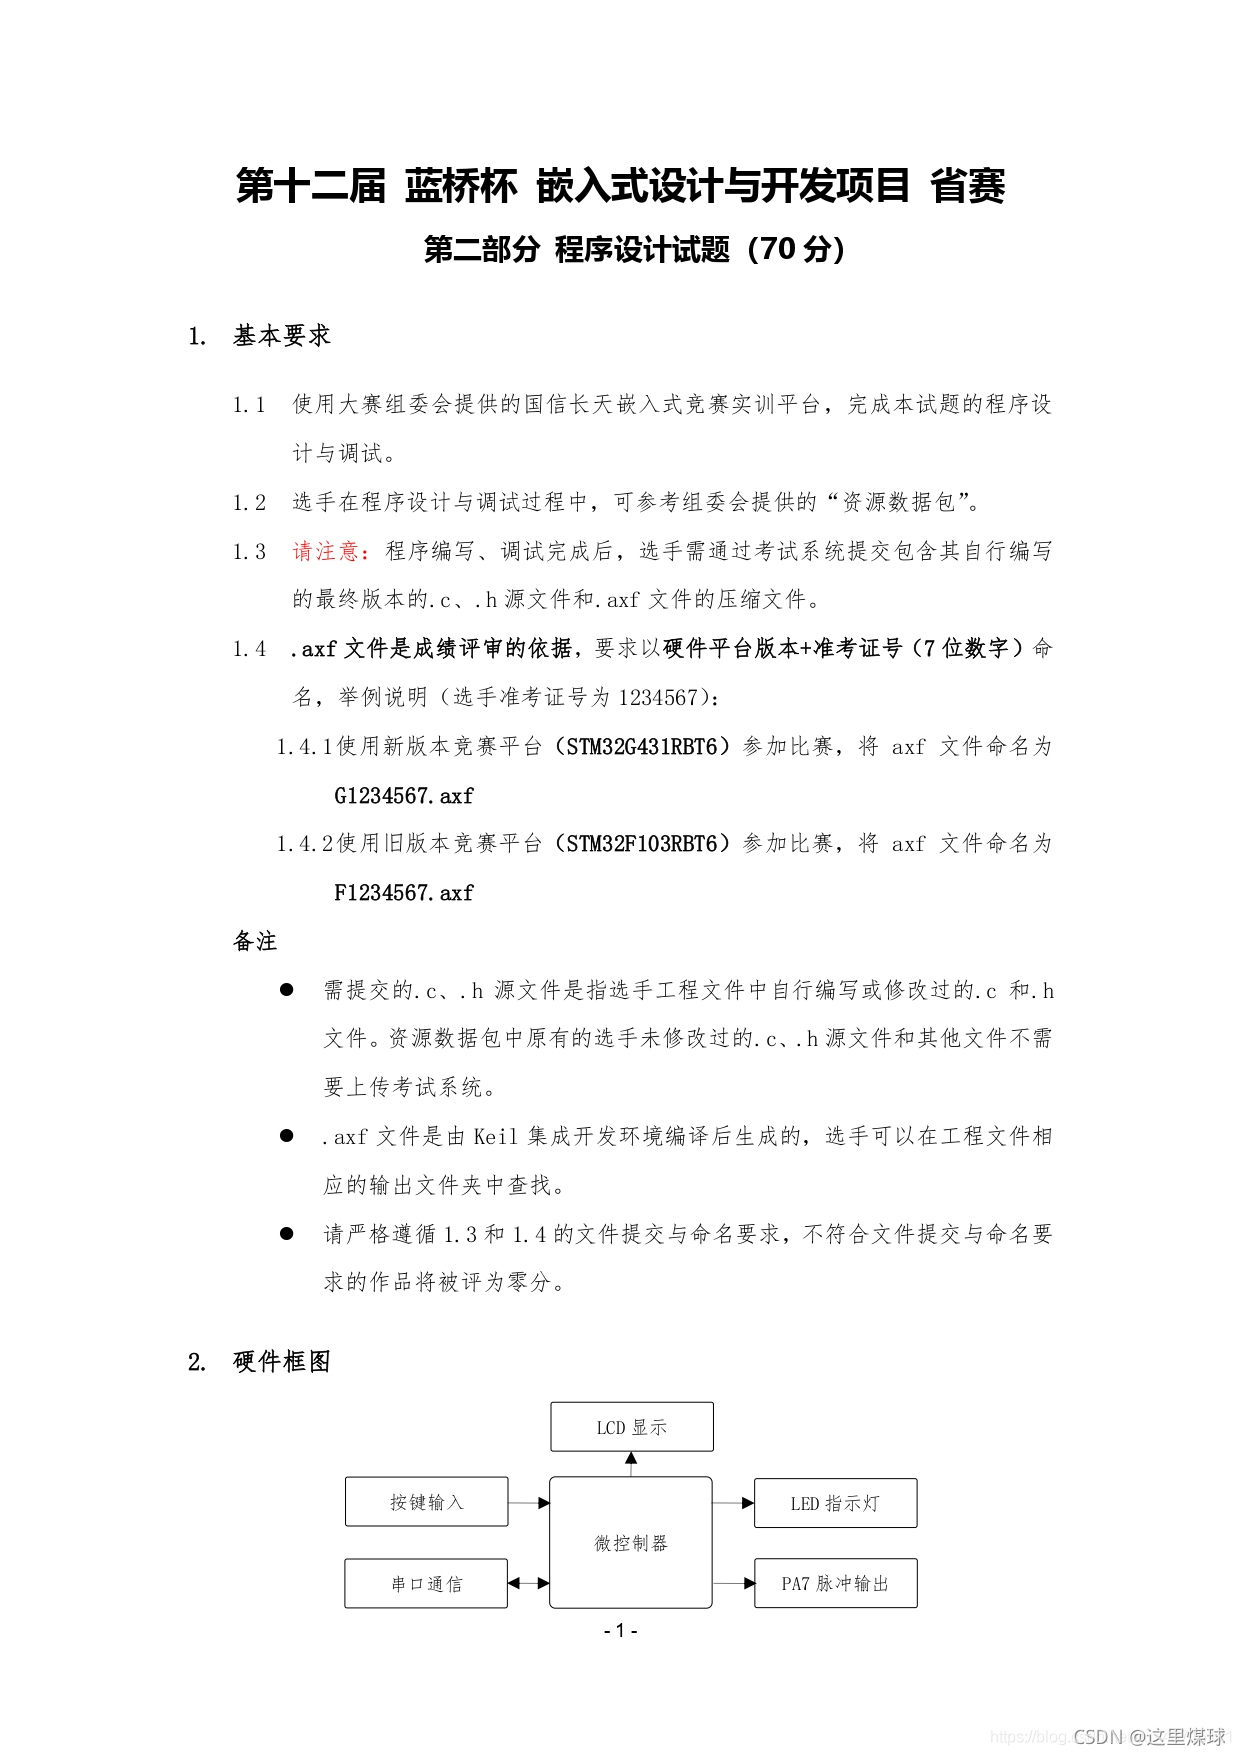 第十二届 蓝桥杯 嵌入式设计与开发项目 省赛
第二部分 程序设计试题（70 分）
1. 基本要求
1.1 使用大赛组委会提供的国信长天嵌入式竞赛实训平台，完成本试题的程序设
计与调试。
1.2 选手在程序设计与调试过程中，可参考组委会提供的“资源数据包”。
1.3 请注意：程序编写、调试完成后，选手需通过考试系统提交包含其自行编写
的最终版本的.c、.h 源文件和.axf 文件的压缩文件。
1.4 .axf 文件是成绩评审的依据，要求以硬件平台版本+准考证号（7 位数字）命
名，举例说明（选手准考证号为 1234567）：
1.4.1使用新版本竞赛平台（STM32G431RBT6）参加比赛，将 axf 文件命名为
G1234567.axf
1.4.2使用旧版本竞赛平台（STM32F103RBT6）参加比赛，将 axf 文件命名为
F1234567.axf
备注
● 需提交的.c、.h 源文件是指选手工程文件中自行编写或修改过的.c 和.h
文件。资源数据包中原有的选手未修改过的.c、.h 源文件和其他文件不需
要上传考试系统。
● .axf 文件是由 Keil 集成开发环境编译后生成的，选手可以在工程文件相
应的输出文件夹中查找。
● 请严格遵循 1.3 和 1.4 的文件提交与命名要求，不符合文件提交与命名要
求的作品将被评为零分。
2. 硬件框图
LCD 显示
按键输入
LED 指示灯
微控制器
串口通信
PA7 脉冲输出
- 1 -
https://blog.
CSDN @这里煤球